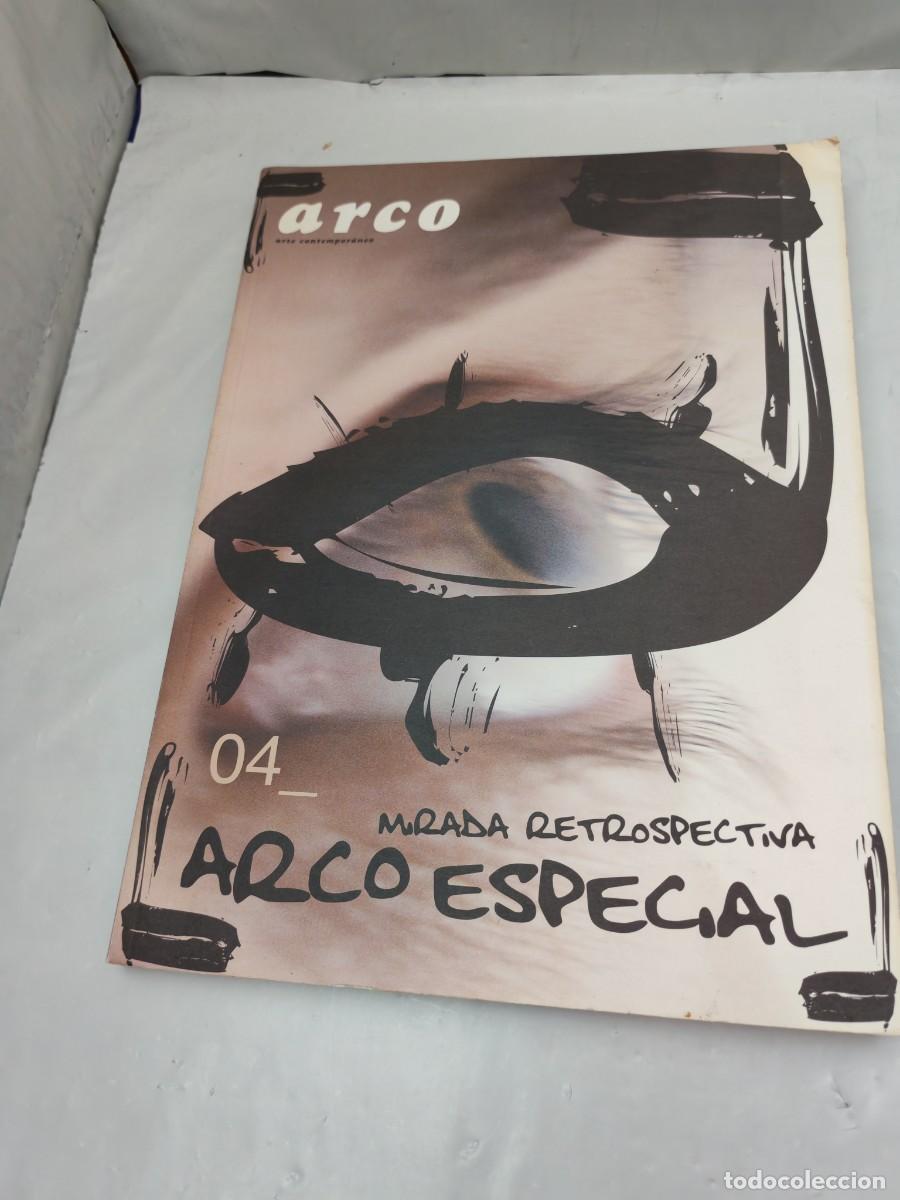 arco
arte contemporáneo
04_
MIRADA RETROSPECTIVA
ARCO ESPECIAL
todocoleccion